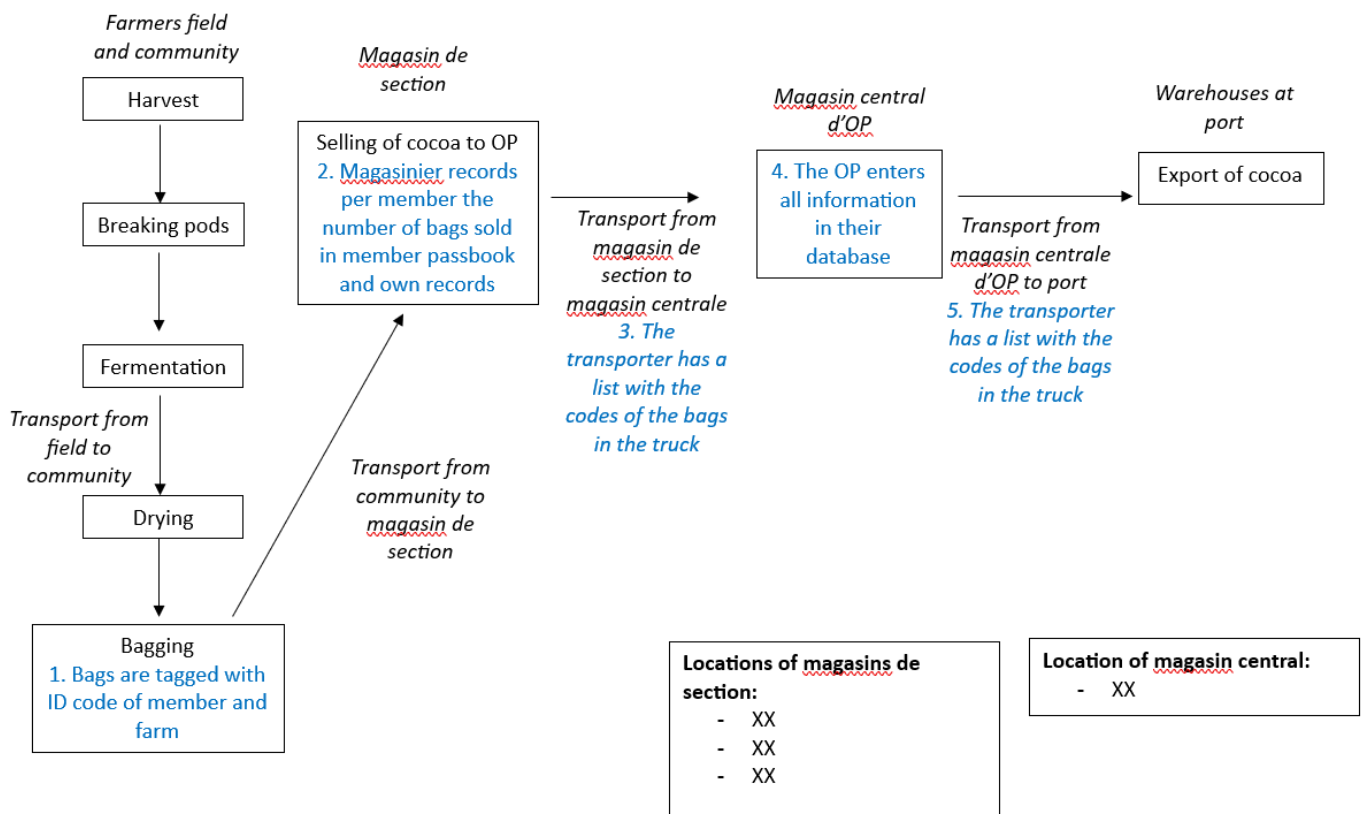 Farmers field
and community
Harvest
Breaking pods
Fermentation
Transport from
field to
community
Drying
Bagging
1. Bags are tagged with
ID code of member and
farm
Magasin de
section
Selling of cocoa to OP
2. Magasinier records
per member the
number of bags sold
in member passbook
and own records
Transport from
community to
magasin de
section
Transport from
magasin de
section to
magasin centrale
3. The
transporter has a
list with the
codes of the bags
in the truck
Magasin central
d’OP
4. The OP enters
all information
in their
database
Transport from
magasin centrale
d’OP to port
5. The transporter
has a list with the
codes of the bags
in the truck
Warehouses at
port
Export of cocoa
Locations of magasins de
section:
- XX
- XX
- XX
Location of magasin central:
- XX